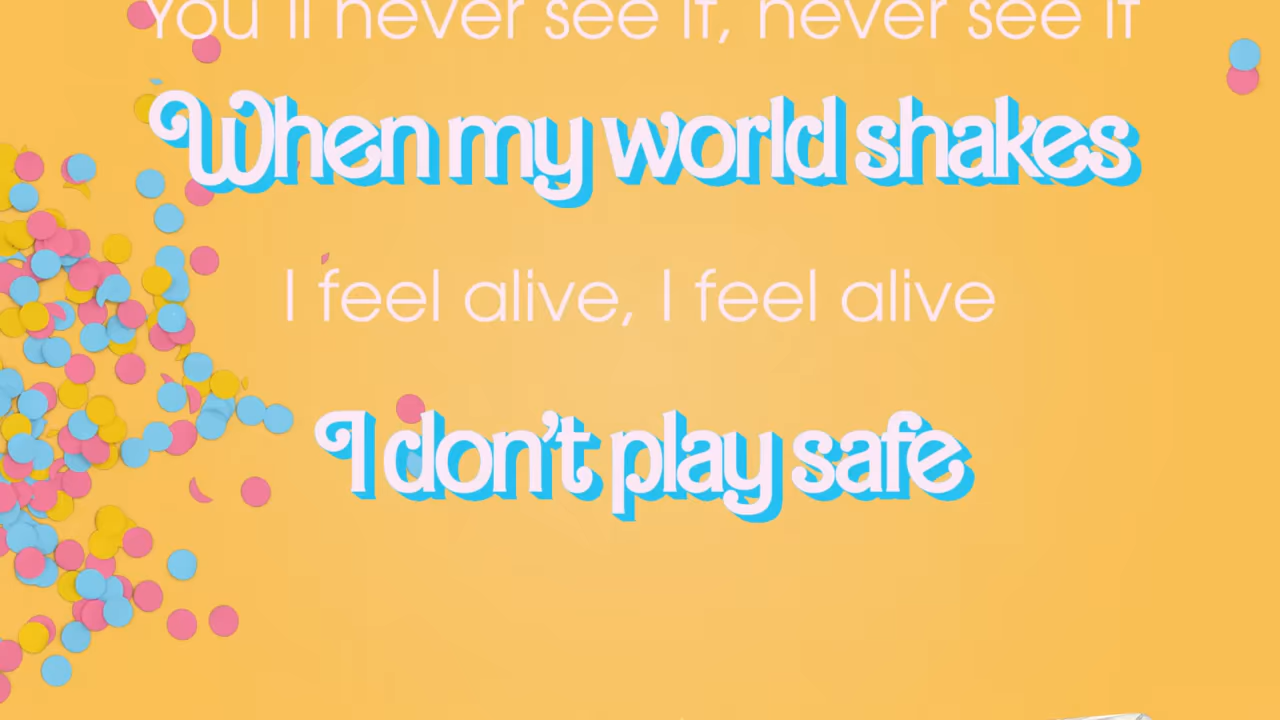 You'll never see it, never see it
When my world shakes
I feel alive, I feel alive
I don't play safe